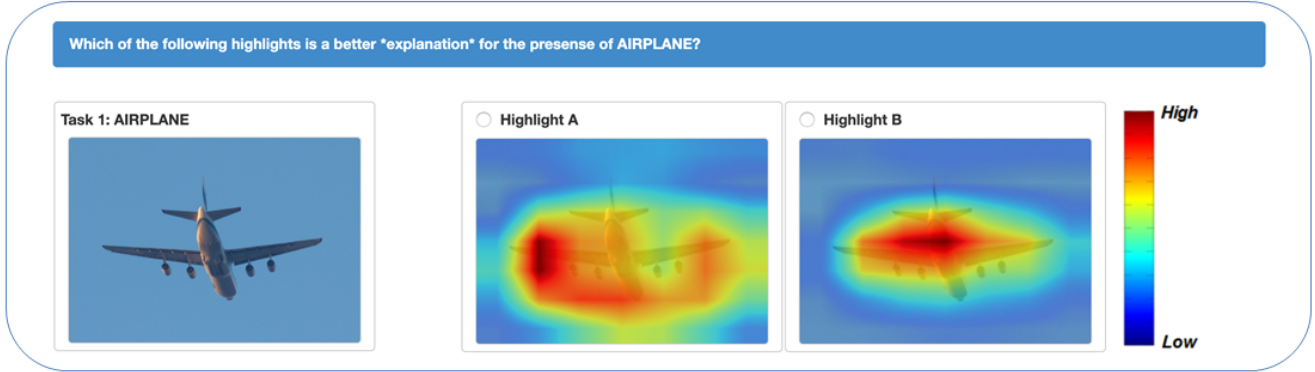 Which of the following highlights is a better *explanation* for the presense of AIRPLANE?
Task 1: AIRPLANE
Highlight A
Highlight B
High
Low